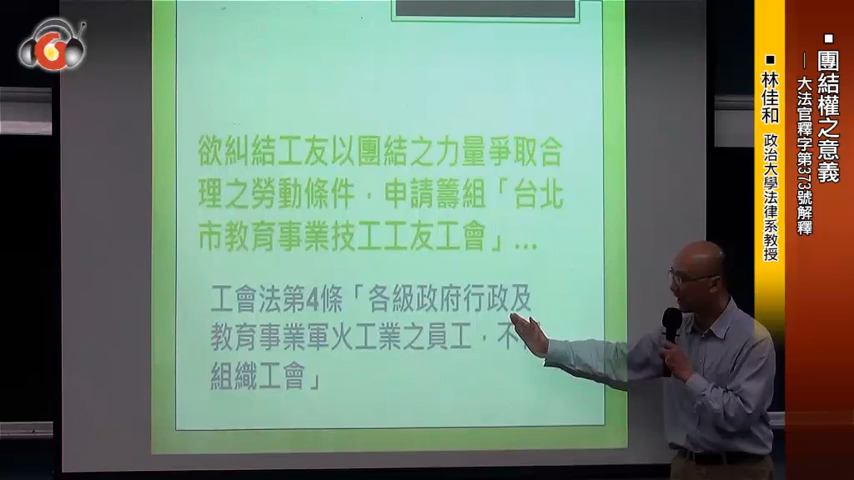 欲糾結工友以團結之力量爭取合
理之勞動條件，申請籌組「台北
市教育事業技工工友工會」...
工會法第4條「各級政府行政及
教育事業軍火工業之員工，不
組織工會」
■ 團結權之意義
— 大法官釋字第373號解釋
■ 林佳和 政治大學法律系教授